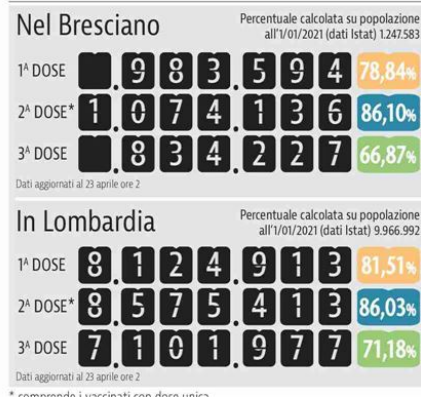 Nel Bresciano
Percentuale calcolata su popolazione
all'1/01/2021 (dati Istat) 1.247.583
1ᴬ DOSE .983.594 78,84%
2ᴬ DOSE* 1.074.136 86,10%
3ᴬ DOSE .834.227 66,87%
Dati aggiornati al 23 aprile ore 2
In Lombardia
Percentuale calcolata su popolazione
all'1/01/2021 (dati Istat) 9.966.992
1ᴬ DOSE 8.124.913 81,51%
2ᴬ DOSE* 8.575.413 86,03%
3ᴬ DOSE 7.101.977 71,18%
Dati aggiornati al 23 aprile ore 2
* comprende i vaccinati con dose unica